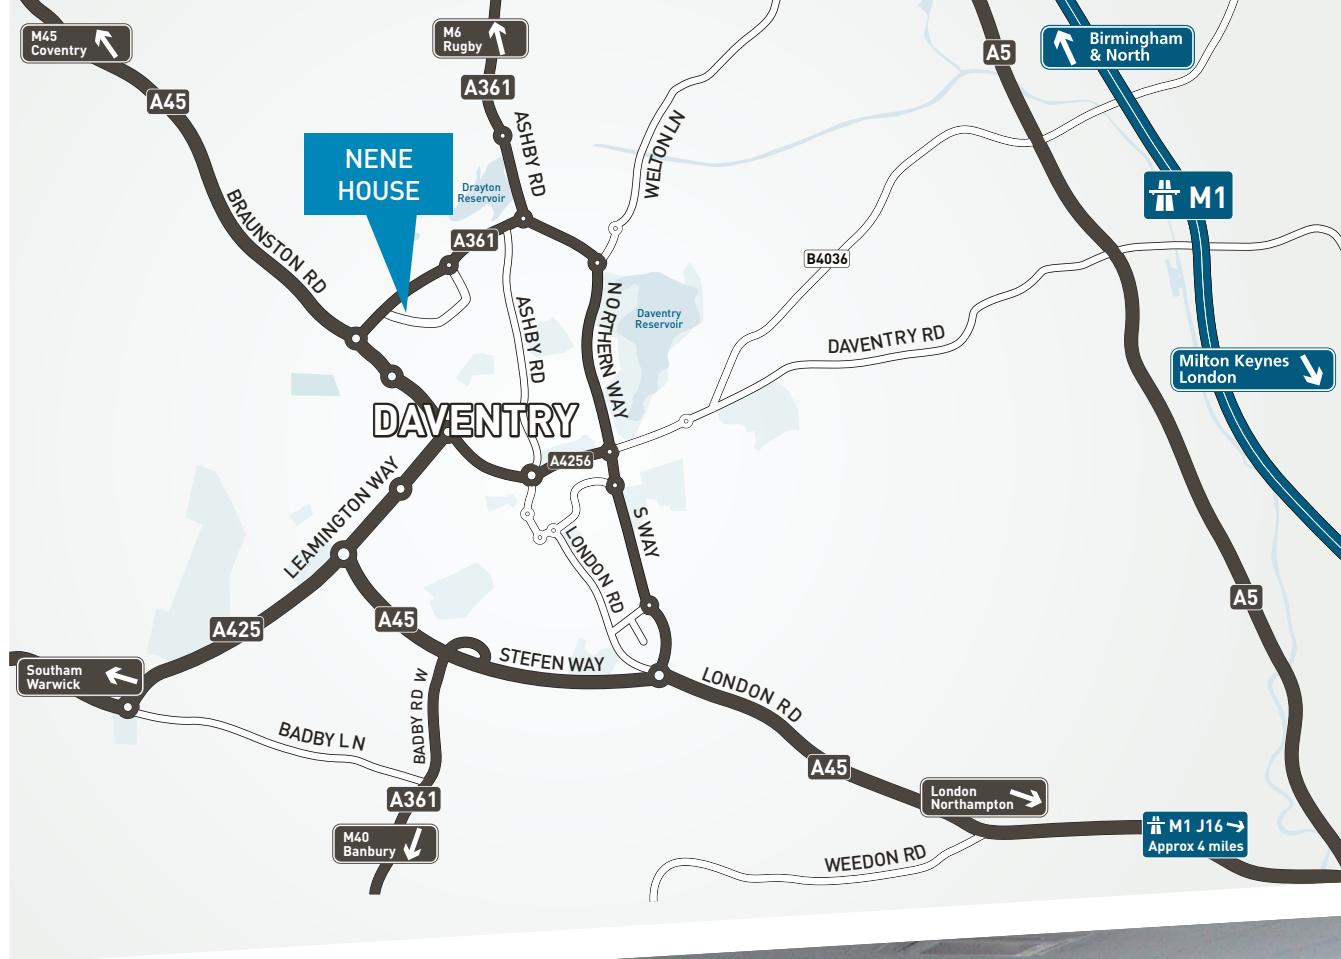 M45
Coventry
M6
Rugby
A5
Birmingham
& North
A361
A45
ASHBY RD
WELTON LN
NENE
HOUSE
Drayton
Reservoir
M1
BRAUNSTON RD
A361
B4036
ASHBY RD
NORTHERN WAY
Daventry
Reservoir
DAVENTRY RD
Milton Keynes
London
DAVENTRY
A4256
LEAMINGTON WAY
S WAY
LONDON RD
A5
A45
A425
STEFEN WAY
Southam
Warwick
BADBY RD W
LONDON RD
BADBY LN
A45
A361
London
Northampton
M40
Banbury
M1 J16
Approx 4 miles
WEEDON RD